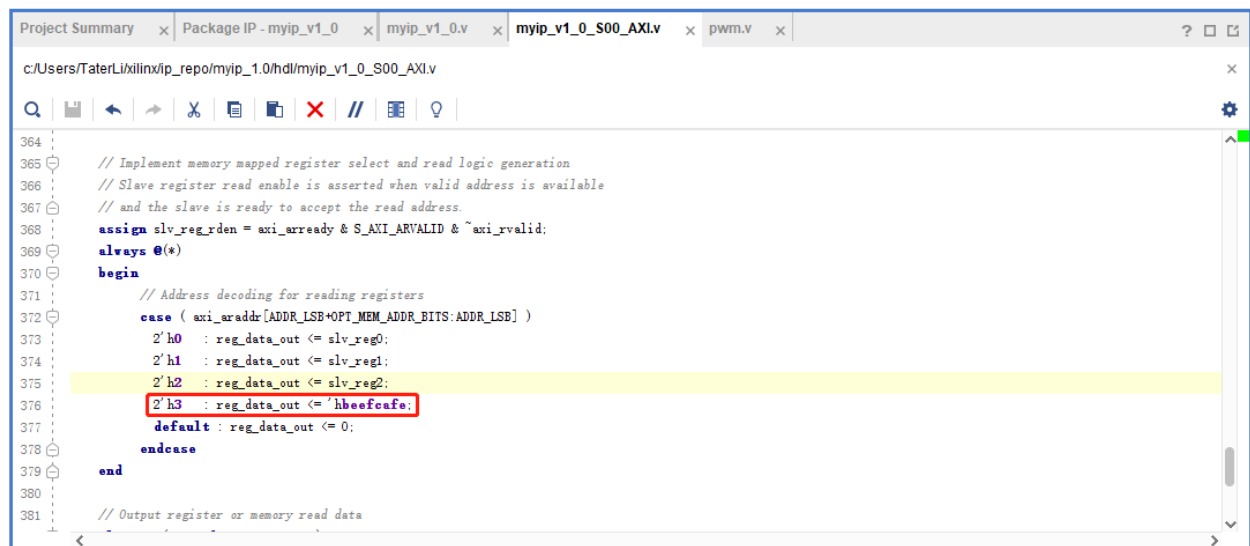 Project Summary × Package IP - myip_v1_0 × myip_v1_0.v × myip_v1_0_S00_AXI.v × pwm.v ×
c:/Users/TaterLi/xilinx/ip_repo/myip_1.0/hdl/myip_v1_0_S00_AXI.v
364
365 // Implement memory mapped register select and read logic generation
366 // Slave register read enable is asserted when valid address is available
367 // and the slave is ready to accept the read address.
368 assign slv_reg_rden = axi_arready & S_AXI_ARVALID & ~axi_rvalid;
369 always @(*)
370 begin
371 // Address decoding for reading registers
372 case ( axi_araddr[ADDR_LSB+OPT_MEM_ADDR_BITS:ADDR_LSB] )
373 2'h0 : reg_data_out <= slv_reg0;
374 2'h1 : reg_data_out <= slv_reg1;
375 2'h2 : reg_data_out <= slv_reg2;
376 2'h3 : reg_data_out <= 'hbeefcafe;
377 default : reg_data_out <= 0;
378 endcase
379 end
380
381 // Output register or memory read data